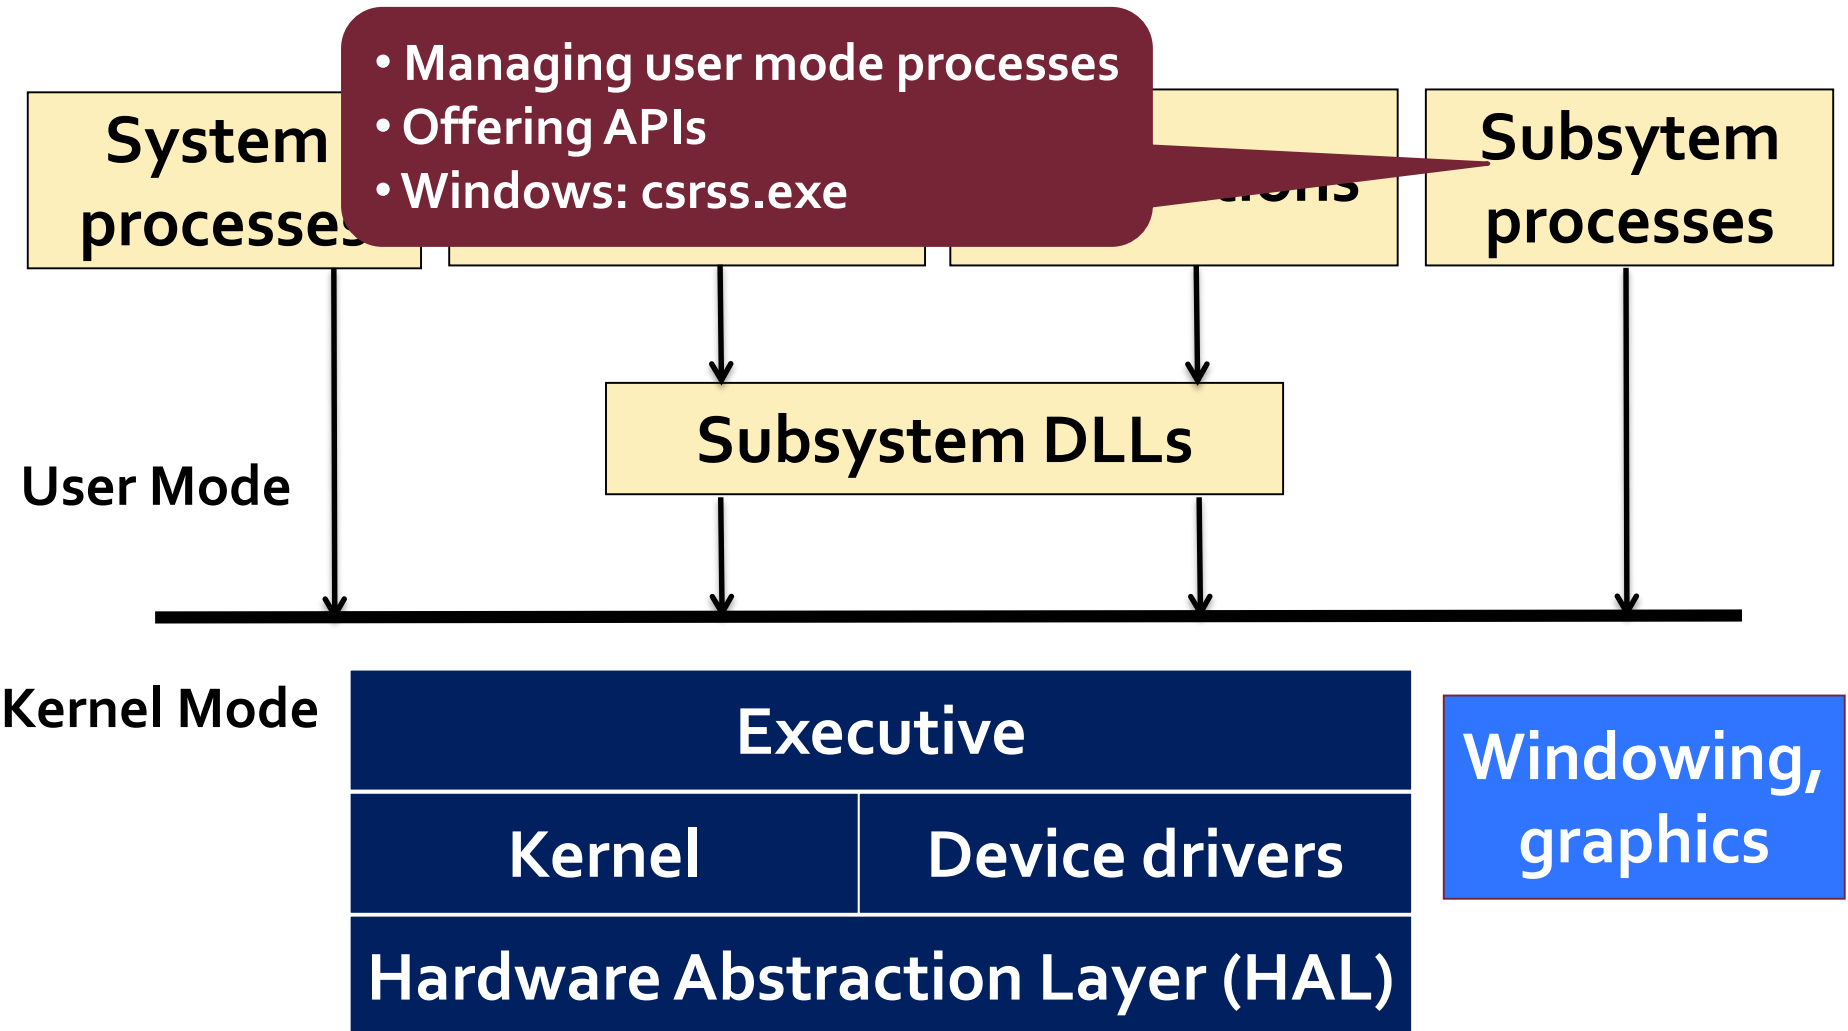 • Managing user mode processes
• Offering APIs
• Windows: csrss.exe
System
processes
Subsytem
processes
Subsystem DLLs
User Mode
Kernel Mode
Executive
Kernel
Device drivers
Hardware Abstraction Layer (HAL)
Windowing,
graphics